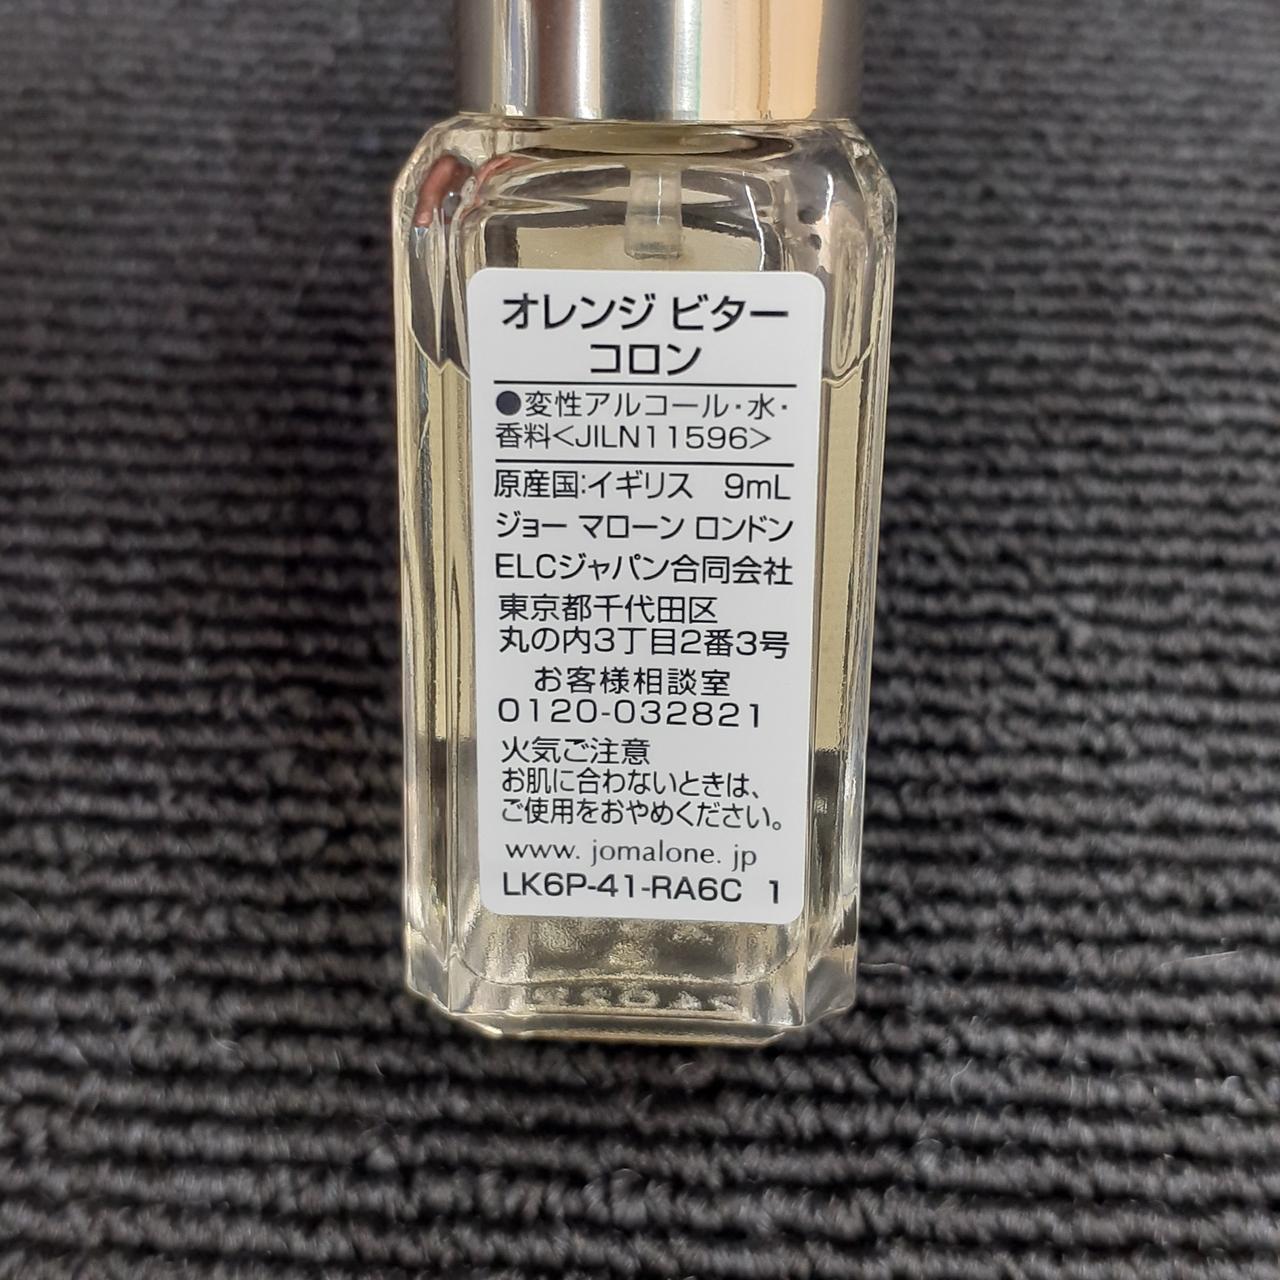 オレンジ ビター
コロン
●変性アルコール・水・
香料<JILN11596>
原産国:イギリス 9mL
ジョー マローン ロンドン
ELCジャパン合同会社
東京都千代田区
丸の内3丁目2番3号
お客様相談室
0120-032821
火気ご注意
お肌に合わないときは、
ご使用をおやめください。
www. jomalone. jp
LK6P-41-RA6C 1